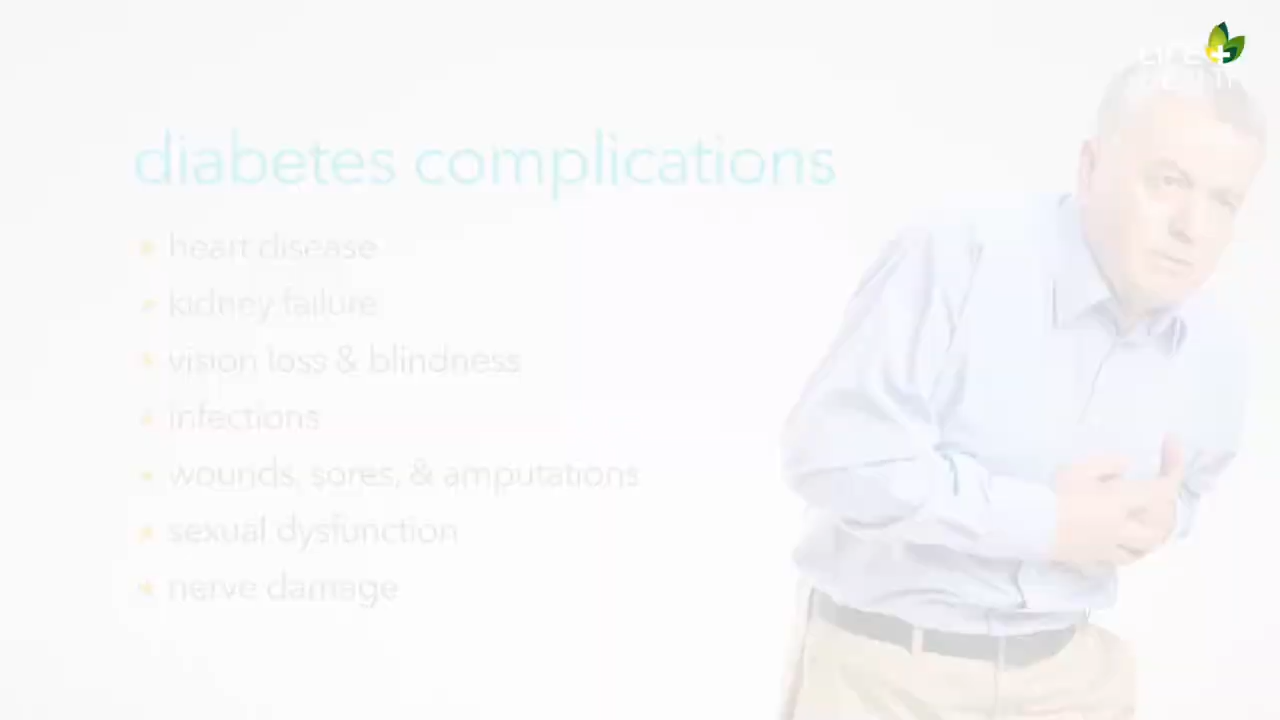 diabetes complications
heart disease
kidney failure
vision loss & blindness
infections
wounds, sores, & amputations
sexual dysfunction
nerve damage